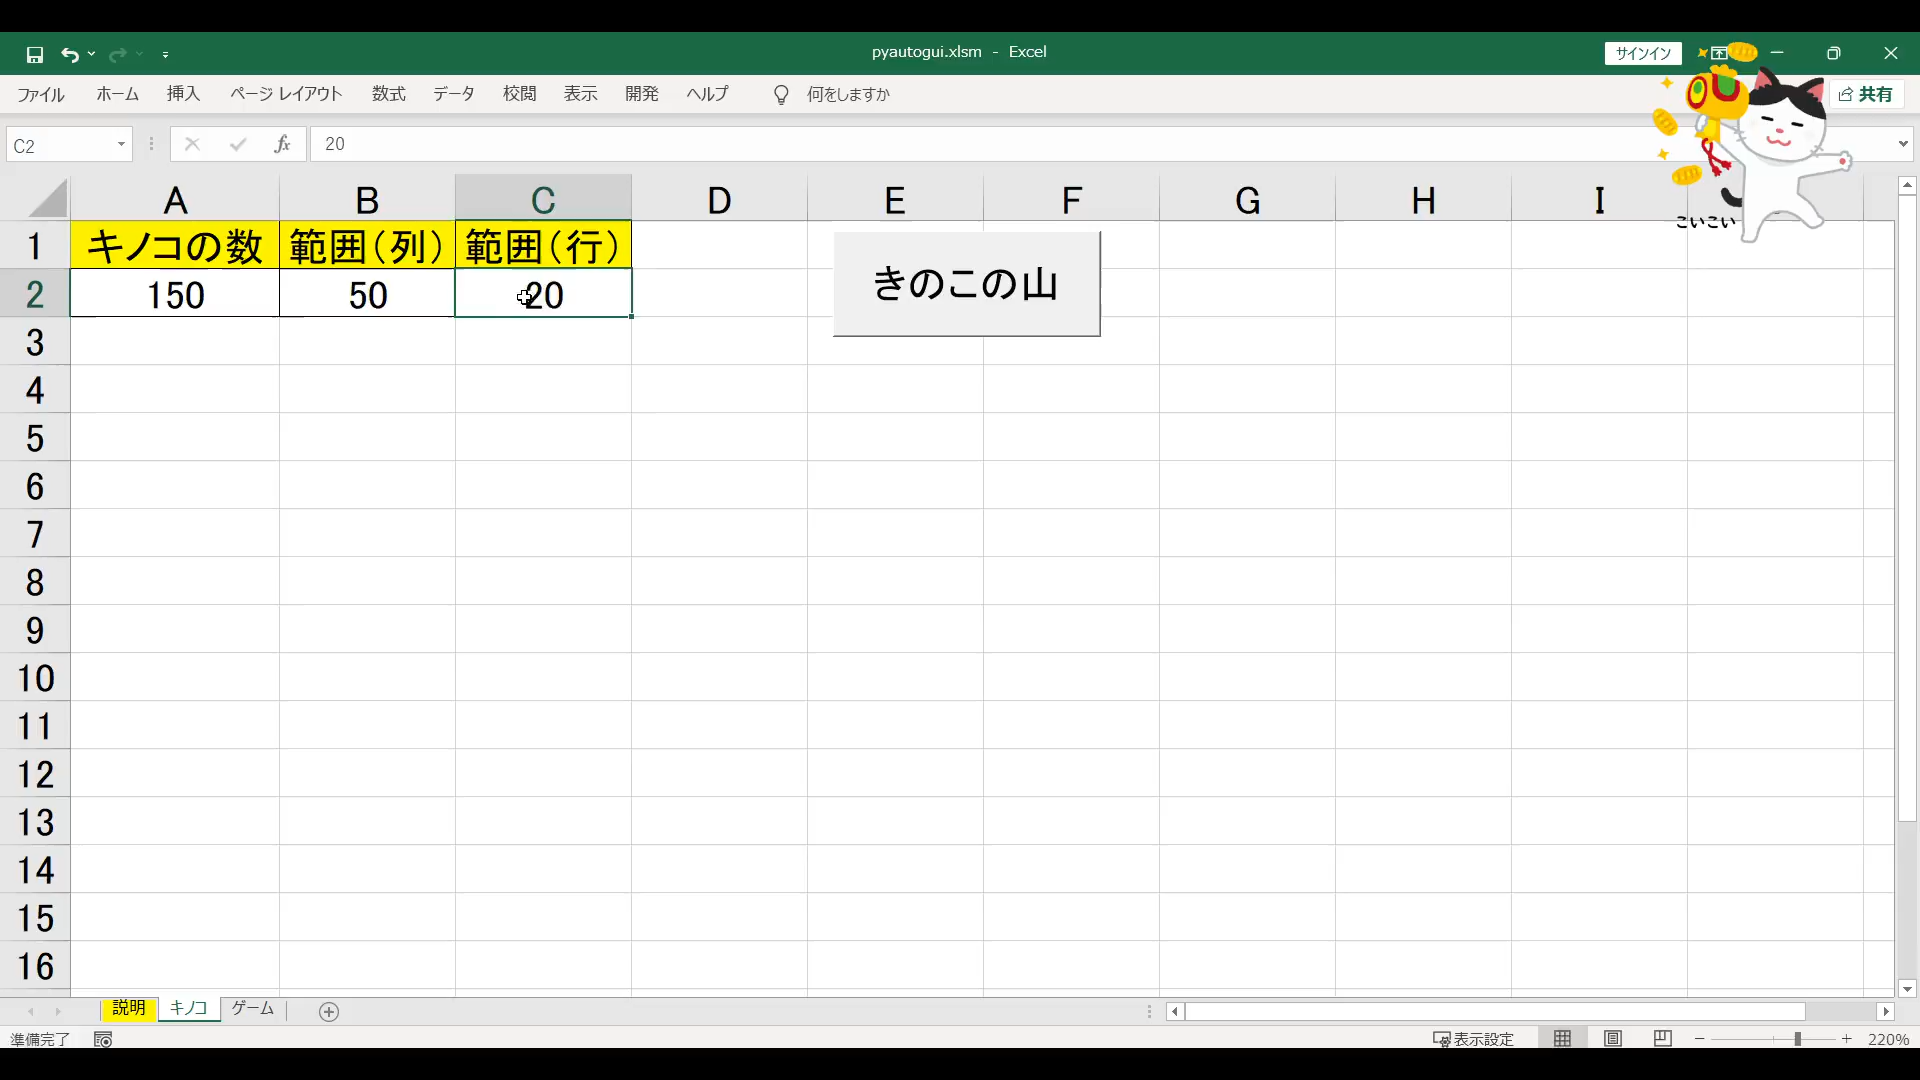 pyautogui.xlsm - Excel
サインイン
ファイル ホーム 挿入 ページ レイアウト 数式 データ 校閲 表示 開発 ヘルプ 何をしますか 共有
C2 fx 20
こいこい
A B C D E F G H I
1 キノコの数 範囲(列) 範囲(行)
きのこの山
2 150 50 20
3
4
5
6
7
8
9
10
11
12
13
14
15
16
説明 キノコ ゲーム
準備完了 表示設定 220%